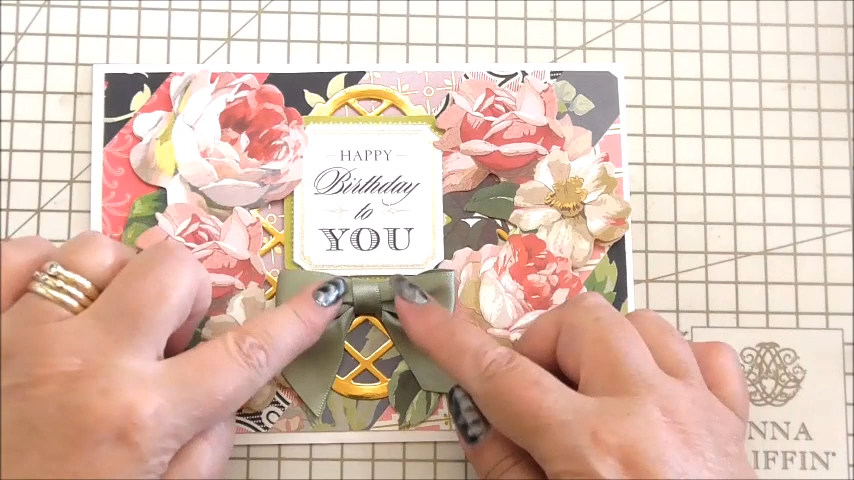 HAPPY
Birthday
to
YOU
NNA
IFFIN